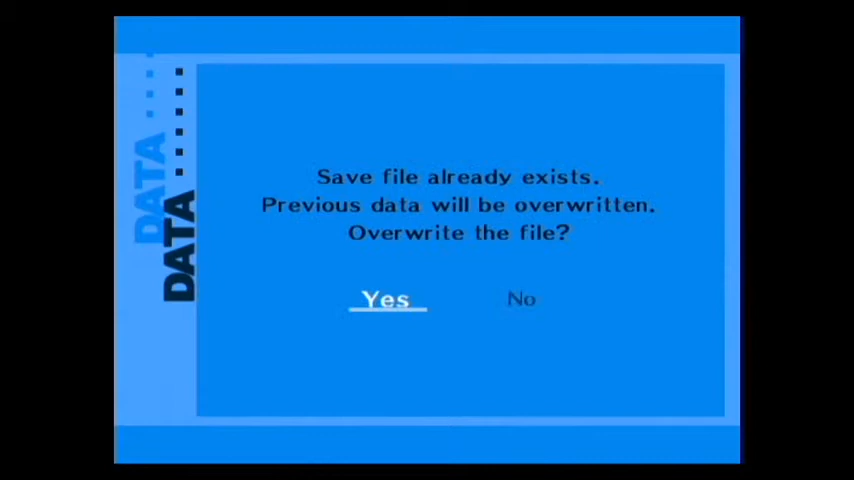 DATA
DATA
Save file already exists.
Previous data will be overwritten.
Overwrite the file?
Yes No